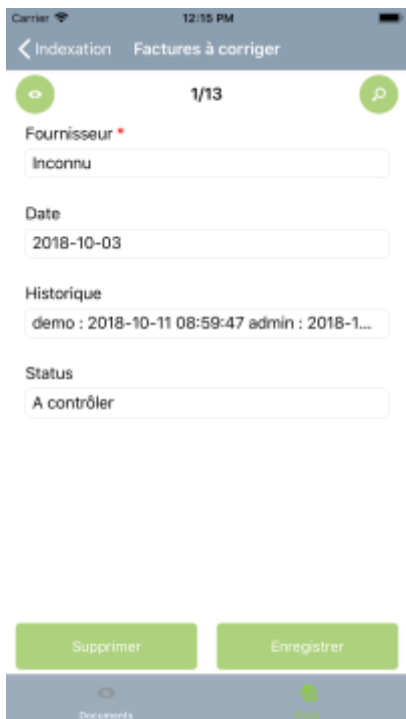 Carrier 12:15 PM
Indexation Factures à corriger
1/13
Fournisseur *
Inconnu
Date
2018-10-03
Historique
demo : 2018-10-11 08:59:47 admin : 2018-1...
Status
A contrôler
Supprimer Enregistrer
Documents